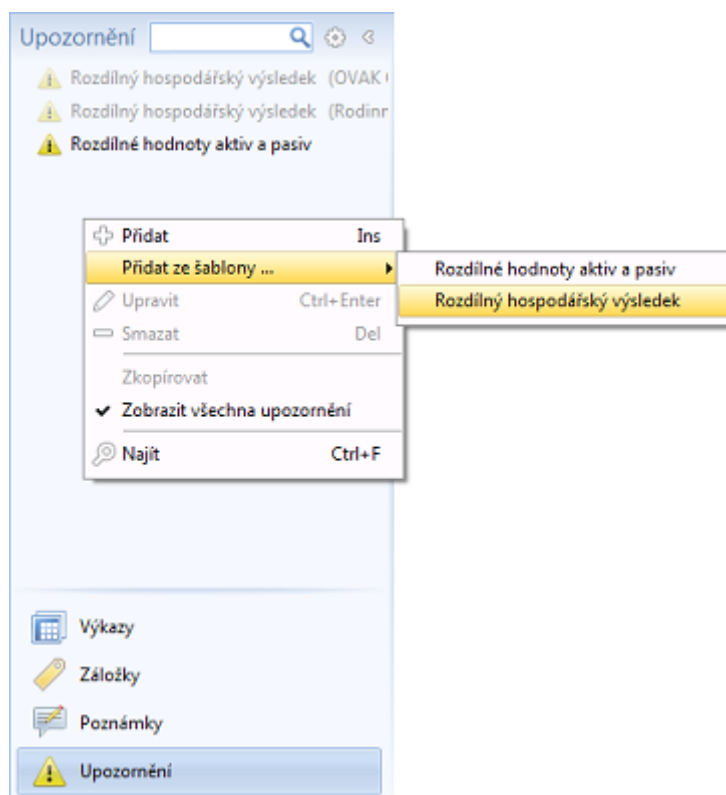 Upozornění
Rozdílný hospodářský výsledek (OVAK
Rozdílný hospodářský výsledek (Rodinn
Rozdílné hodnoty aktiv a pasiv
Přidat Ins
Přidat ze šablony ...
Rozdílné hodnoty aktiv a pasiv
Rozdílný hospodářský výsledek
Upravit Ctrl+Enter
Smazat Del
Zkopírovat
Zobrazit všechna upozornění
Najít Ctrl+F
Výkazy
Záložky
Poznámky
Upozornění